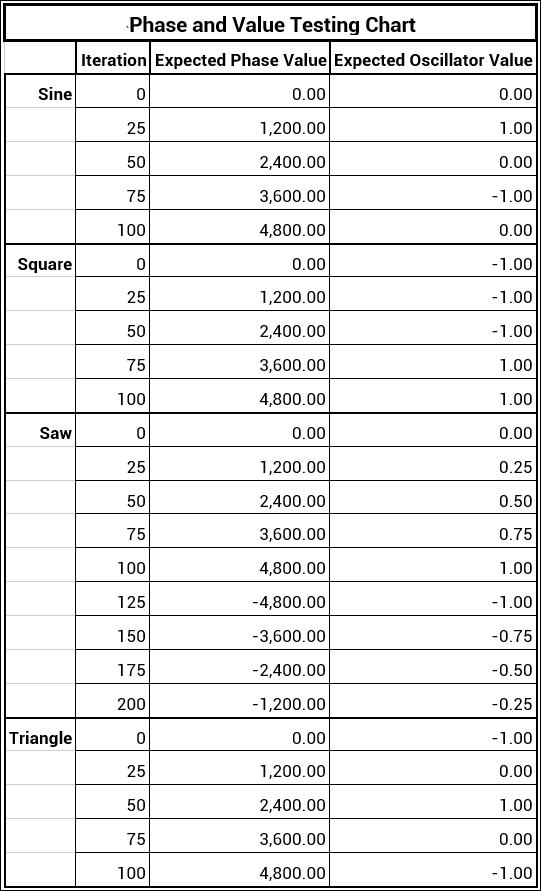 Phase and Value Testing Chart
Iteration Expected Phase Value Expected Oscillator Value
Sine 0 0.00 0.00
25 1,200.00 1.00
50 2,400.00 0.00
75 3,600.00 -1.00
100 4,800.00 0.00
Square 0 0.00 -1.00
25 1,200.00 -1.00
50 2,400.00 -1.00
75 3,600.00 1.00
100 4,800.00 1.00
Saw 0 0.00 0.00
25 1,200.00 0.25
50 2,400.00 0.50
75 3,600.00 0.75
100 4,800.00 1.00
125 -4,800.00 -1.00
150 -3,600.00 -0.75
175 -2,400.00 -0.50
200 -1,200.00 -0.25
Triangle 0 0.00 -1.00
25 1,200.00 0.00
50 2,400.00 1.00
75 3,600.00 0.00
100 4,800.00 -1.00